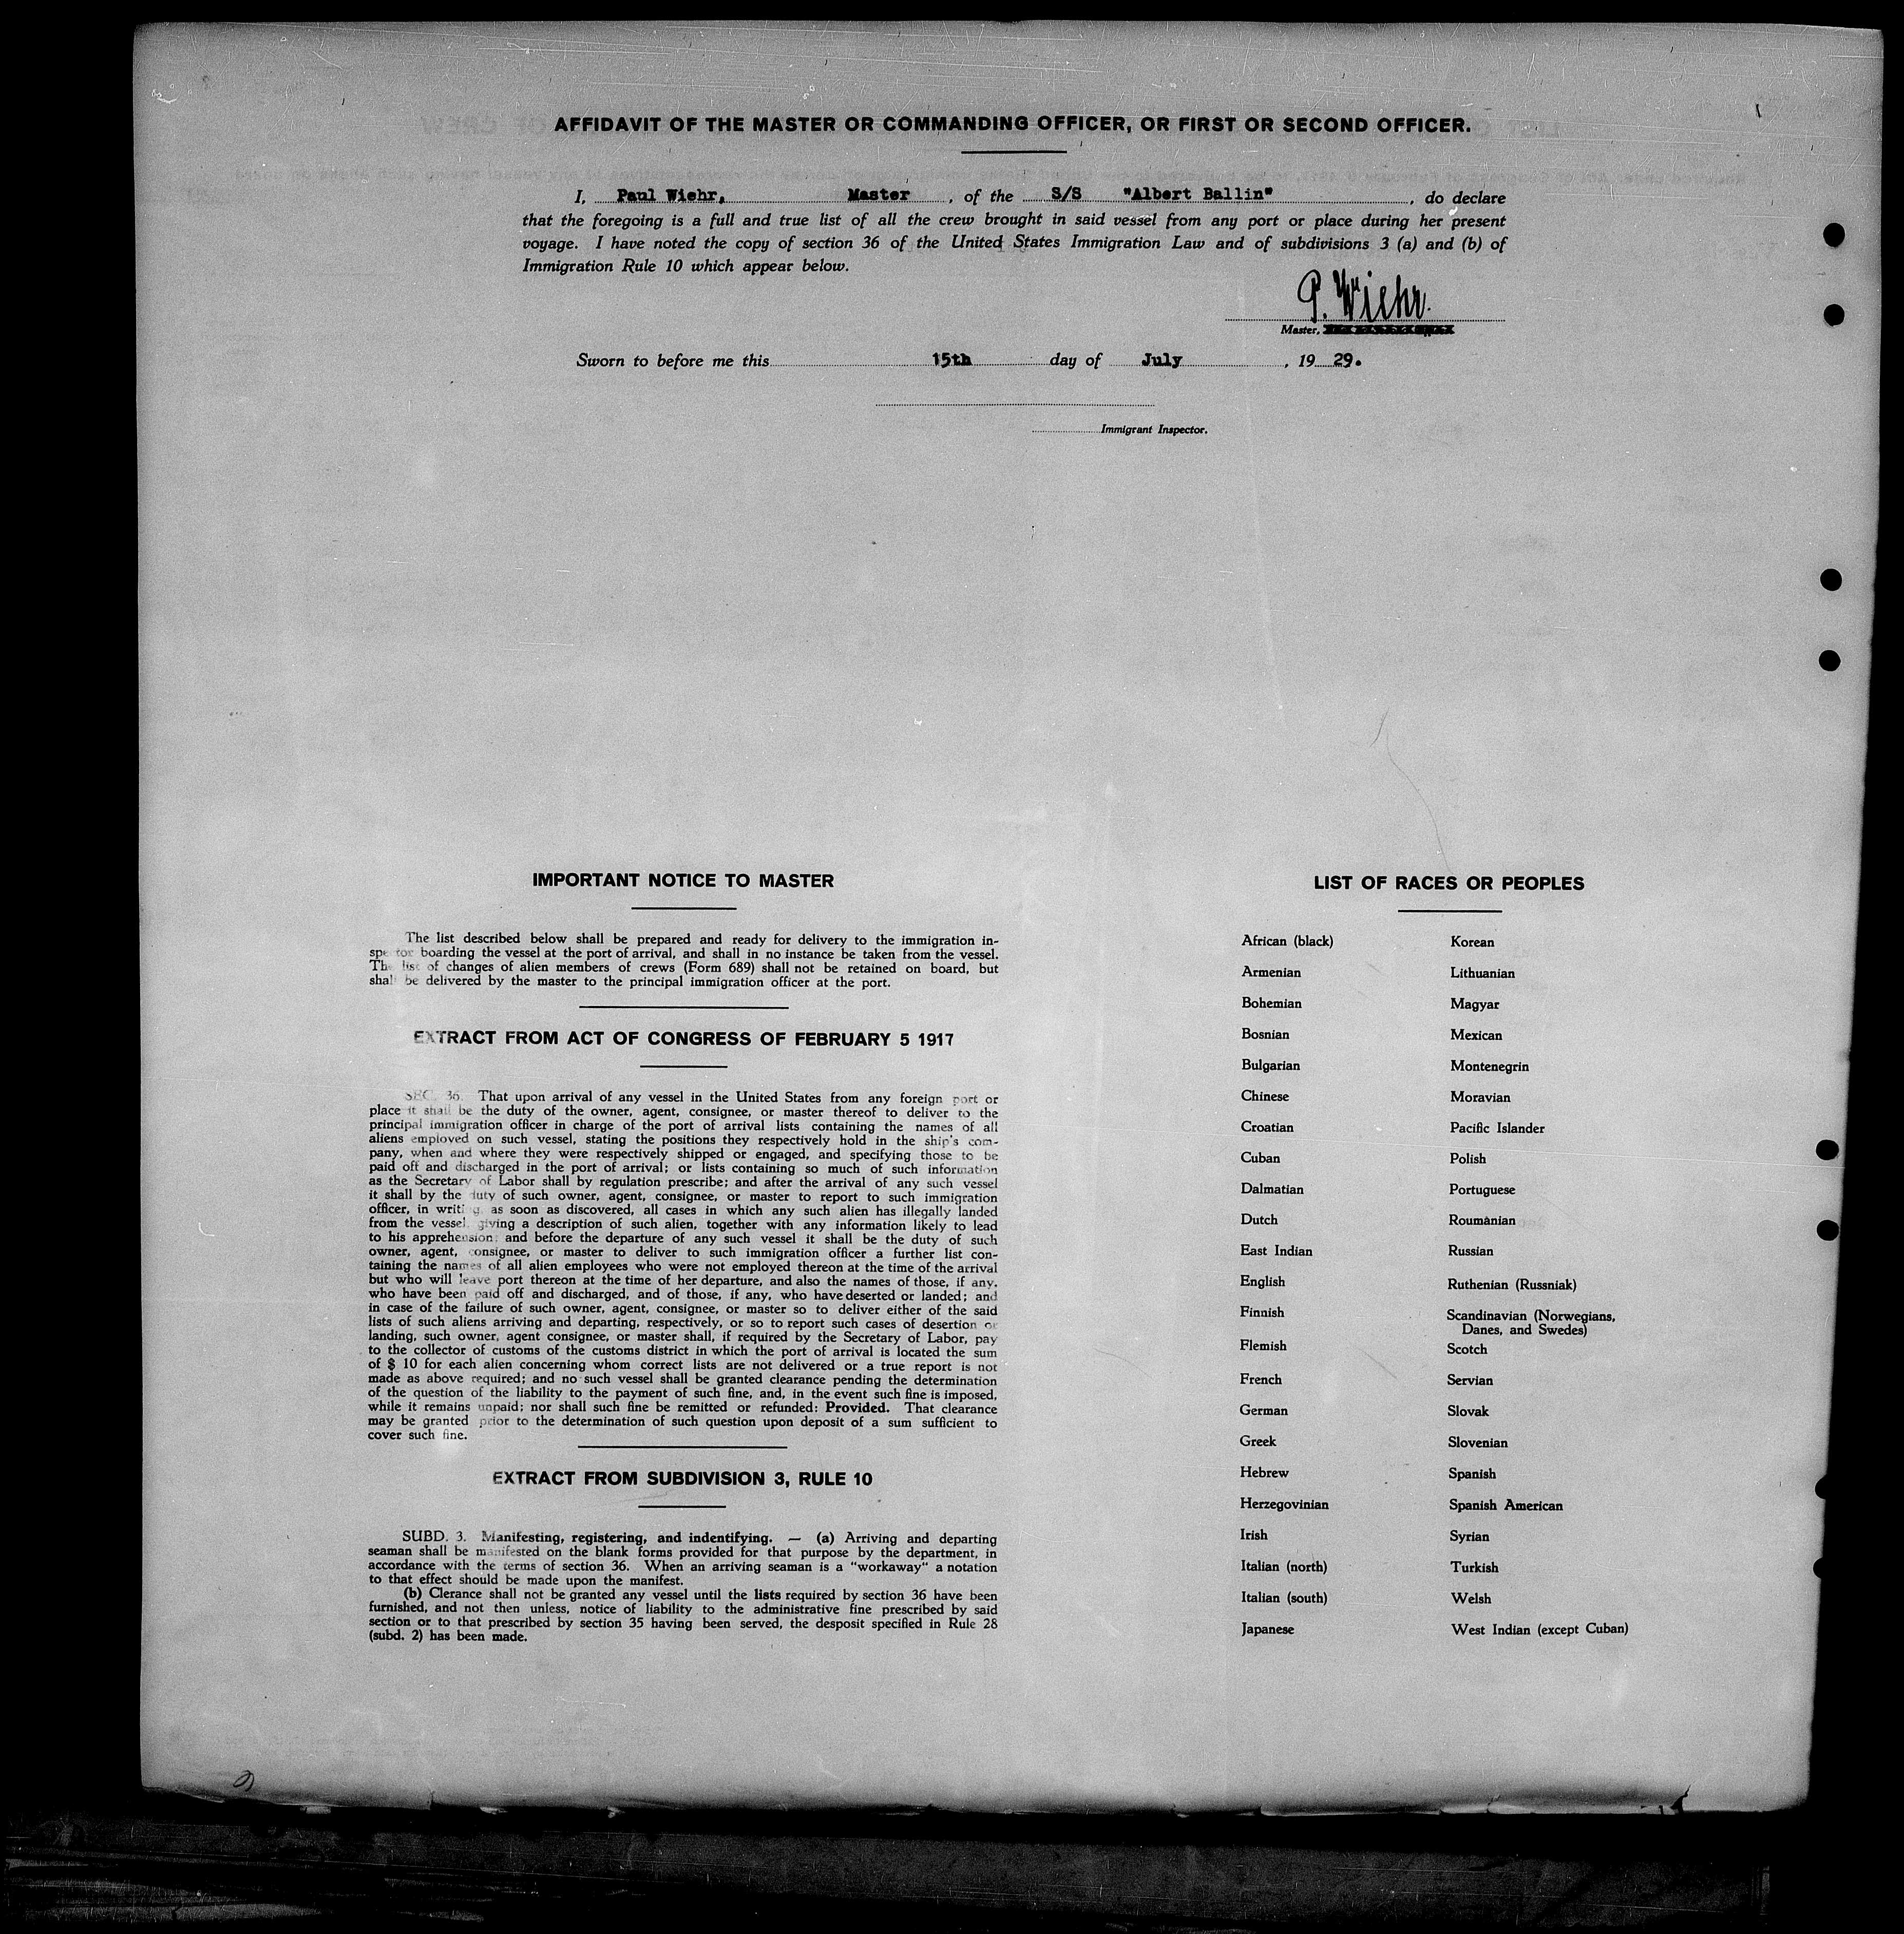 AFFIDAVIT OF THE MASTER OR COMMANDING OFFICER, OR FIRST OR SECOND OFFICER.
I, Paul Wiehr, Master , of the S/S "Albert Ballin" , do declare
that the foregoing is a full and true list of all the crew brought in said vessel from any port or place during her present
voyage. I have noted the copy of section 36 of the United States Immigration Law and of subdivisions 3 (a) and (b) of
Immigration Rule 10 which appear below.
P. Wiehr.
Master,
Sworn to before me this 15th day of July , 19 29.
Immigrant Inspector.
IMPORTANT NOTICE TO MASTER
The list described below shall be prepared and ready for delivery to the immigration in-
spector boarding the vessel at the port of arrival, and shall in no instance be taken from the vessel.
The list of changes of alien members of crews (Form 689) shall not be retained on board, but
shall be delivered by the master to the principal immigration officer at the port.
EXTRACT FROM ACT OF CONGRESS OF FEBRUARY 5 1917
SEC. 36. That upon arrival of any vessel in the United States from any foreign port or
place it shall be the duty of the owner, agent, consignee, or master thereof to deliver to the
principal immigration officer in charge of the port of arrival lists containing the names of all
aliens employed on such vessel, stating the positions they respectively hold in the ship's com-
pany, when and where they were respectively shipped or engaged, and specifying those to be
paid off and discharged in the port of arrival; or lists containing so much of such information
as the Secretary of Labor shall by regulation prescribe; and after the arrival of any such vessel
it shall by the duty of such owner, agent, consignee, or master to report to such immigration
officer, in writing, as soon as discovered, all cases in which any such alien has illegally landed
from the vessel, giving a description of such alien, together with any information likely to lead
to his apprehension; and before the departure of any such vessel it shall be the duty of such
owner, agent, consignee, or master to deliver to such immigration officer a further list con-
taining the names of all alien employees who were not employed thereon at the time of the arrival
but who will leave port thereon at the time of her departure, and also the names of those, if any,
who have been paid off and discharged, and of those, if any, who have deserted or landed; and
in case of the failure of such owner, agent, consignee, or master so to deliver either of the said
lists of such aliens arriving and departing, respectively, or so to report such cases of desertion or
landing, such owner, agent consignee, or master shall, if required by the Secretary of Labor, pay
to the collector of customs of the customs district in which the port of arrival is located the sum
of $ 10 for each alien concerning whom correct lists are not delivered or a true report is not
made as above required; and no such vessel shall be granted clearance pending the determination
of the question of the liability to the payment of such fine, and, in the event such fine is imposed,
while it remains unpaid; nor shall such fine be remitted or refunded: Provided. That clearance
may be granted prior to the determination of such question upon deposit of a sum sufficient to
cover such fine.
EXTRACT FROM SUBDIVISION 3, RULE 10
SUBD. 3. Manifesting, registering, and indentifying. — (a) Arriving and departing
seaman shall be manifested on the blank forms provided for that purpose by the department, in
accordance with the terms of section 36. When an arriving seaman is a "workaway" a notation
to that effect should be made upon the manifest.
(b) Clerance shall not be granted any vessel until the lists required by section 36 have been
furnished, and not then unless, notice of liability to the administrative fine prescribed by said
section or to that prescribed by section 35 having been served, the desposit specified in Rule 28
(subd. 2) has been made.
LIST OF RACES OR PEOPLES
African (black) Korean
Armenian Lithuanian
Bohemian Magyar
Bosnian Mexican
Bulgarian Montenegrin
Chinese Moravian
Croatian Pacific Islander
Cuban Polish
Dalmatian Portuguese
Dutch Roumanian
East Indian Russian
English Ruthenian (Russniak)
Finnish Scandinavian (Norwegians,
Danes, and Swedes)
Flemish Scotch
French Servian
German Slovak
Greek Slovenian
Hebrew Spanish
Herzegovinian Spanish American
Irish Syrian
Italian (north) Turkish
Italian (south) Welsh
Japanese West Indian (except Cuban)